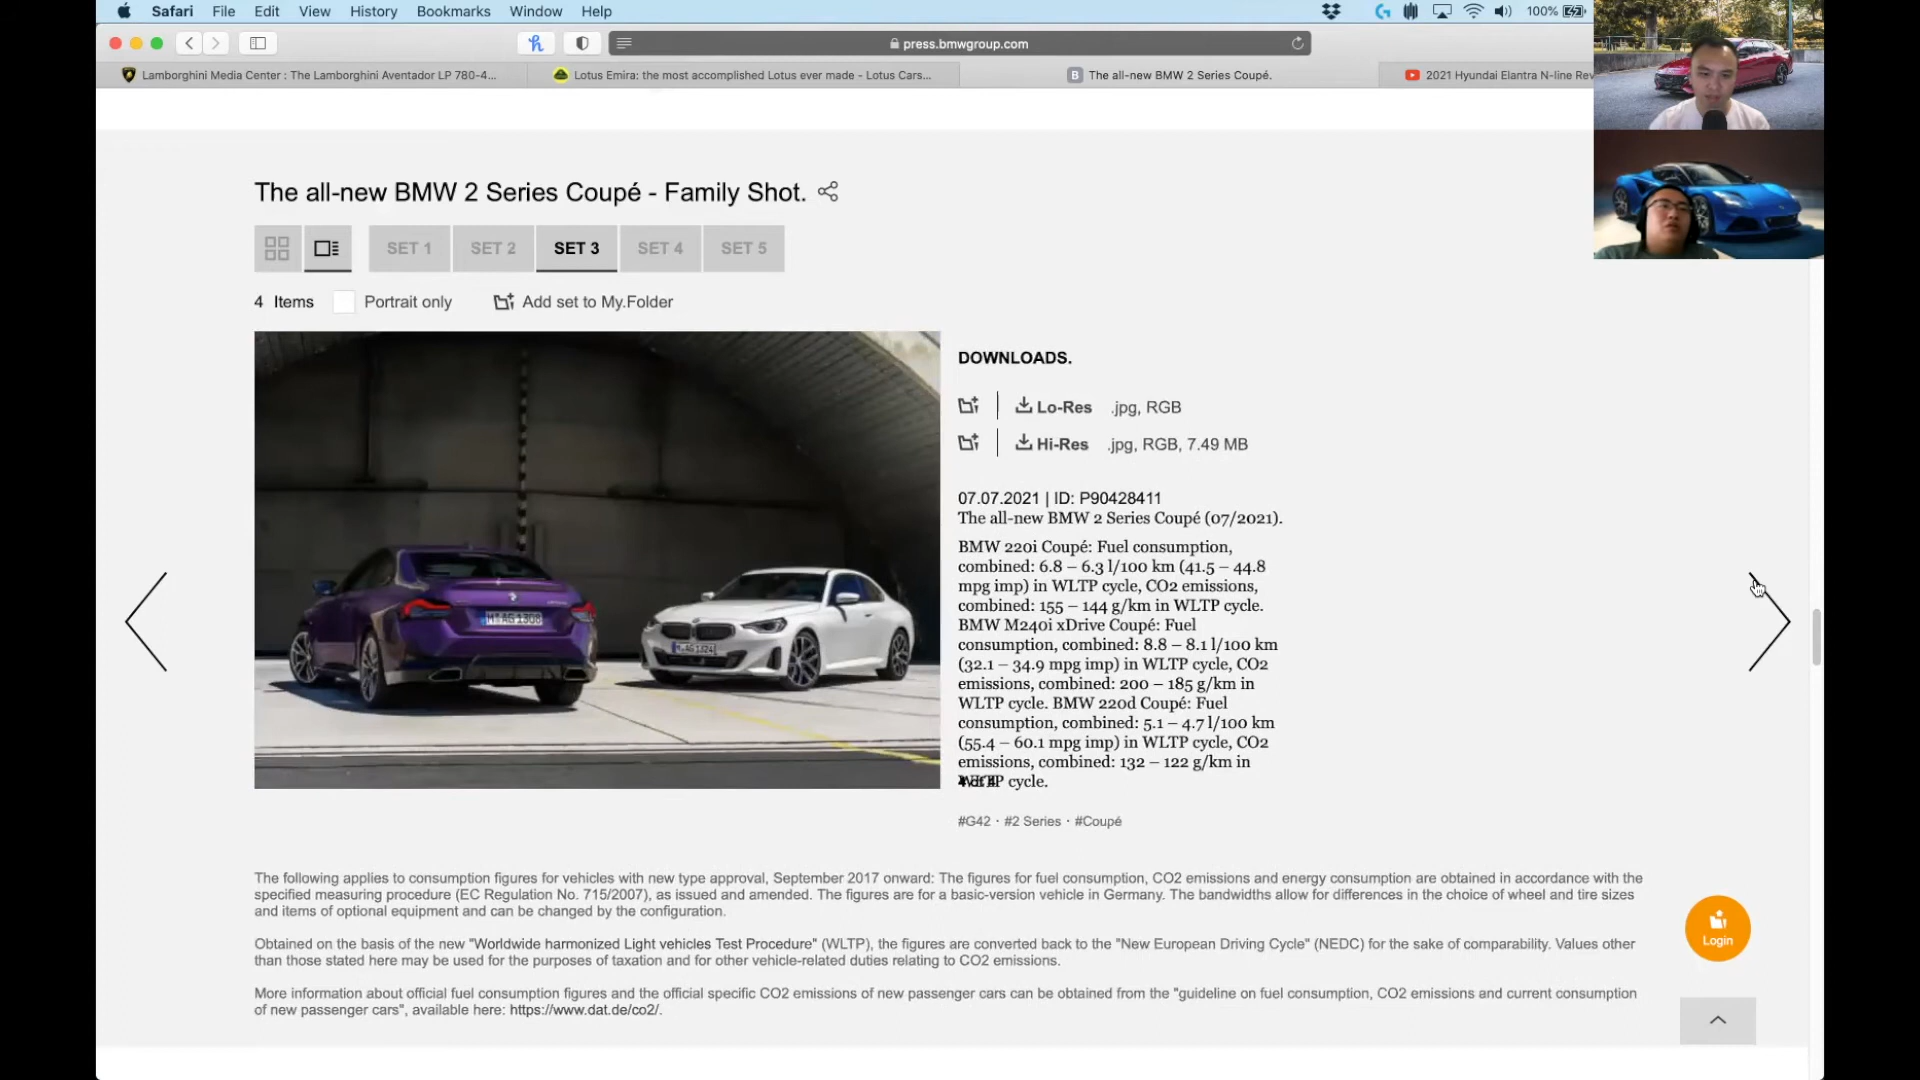 Safari File Edit View History Bookmarks Window Help 100%
press.bmwgroup.com
Lamborghini Media Center : The Lamborghini Aventador LP 780-4...
Lotus Emira: the most accomplished Lotus ever made - Lotus Cars...
B The all-new BMW 2 Series Coupé.
2021 Hyundai Elantra N-line Rev
The all-new BMW 2 Series Coupé - Family Shot.
SET 1 SET 2 SET 3 SET 4 SET 5
4 Items Portrait only Add set to My.Folder
DOWNLOADS.
Lo-Res .jpg, RGB
Hi-Res .jpg, RGB, 7.49 MB
07.07.2021 | ID: P90428411
The all-new BMW 2 Series Coupé (07/2021).
BMW 220i Coupé: Fuel consumption,
combined: 6.8 – 6.3 l/100 km (41.5 – 44.8
mpg imp) in WLTP cycle, CO2 emissions,
combined: 155 – 144 g/km in WLTP cycle.
BMW M240i xDrive Coupé: Fuel
consumption, combined: 8.8 – 8.1 l/100 km
(32.1 – 34.9 mpg imp) in WLTP cycle, CO2
emissions, combined: 200 – 185 g/km in
WLTP cycle. BMW 220d Coupé: Fuel
consumption, combined: 5.1 – 4.7 l/100 km
(55.4 – 60.1 mpg imp) in WLTP cycle, CO2
emissions, combined: 132 – 122 g/km in
WLTP cycle.
4 of 4
#G42 · #2 Series · #Coupé
M AG 1308
M AG 1324
The following applies to consumption figures for vehicles with new type approval, September 2017 onward: The figures for fuel consumption, CO2 emissions and energy consumption are obtained in accordance with the
specified measuring procedure (EC Regulation No. 715/2007), as issued and amended. The figures are for a basic-version vehicle in Germany. The bandwidths allow for differences in the choice of wheel and tire sizes
and items of optional equipment and can be changed by the configuration.
Obtained on the basis of the new "Worldwide harmonized Light vehicles Test Procedure" (WLTP), the figures are converted back to the "New European Driving Cycle" (NEDC) for the sake of comparability. Values other
than those stated here may be used for the purposes of taxation and for other vehicle-related duties relating to CO2 emissions.
More information about official fuel consumption figures and the official specific CO2 emissions of new passenger cars can be obtained from the "guideline on fuel consumption, CO2 emissions and current consumption
of new passenger cars", available here: https://www.dat.de/co2/.
Login